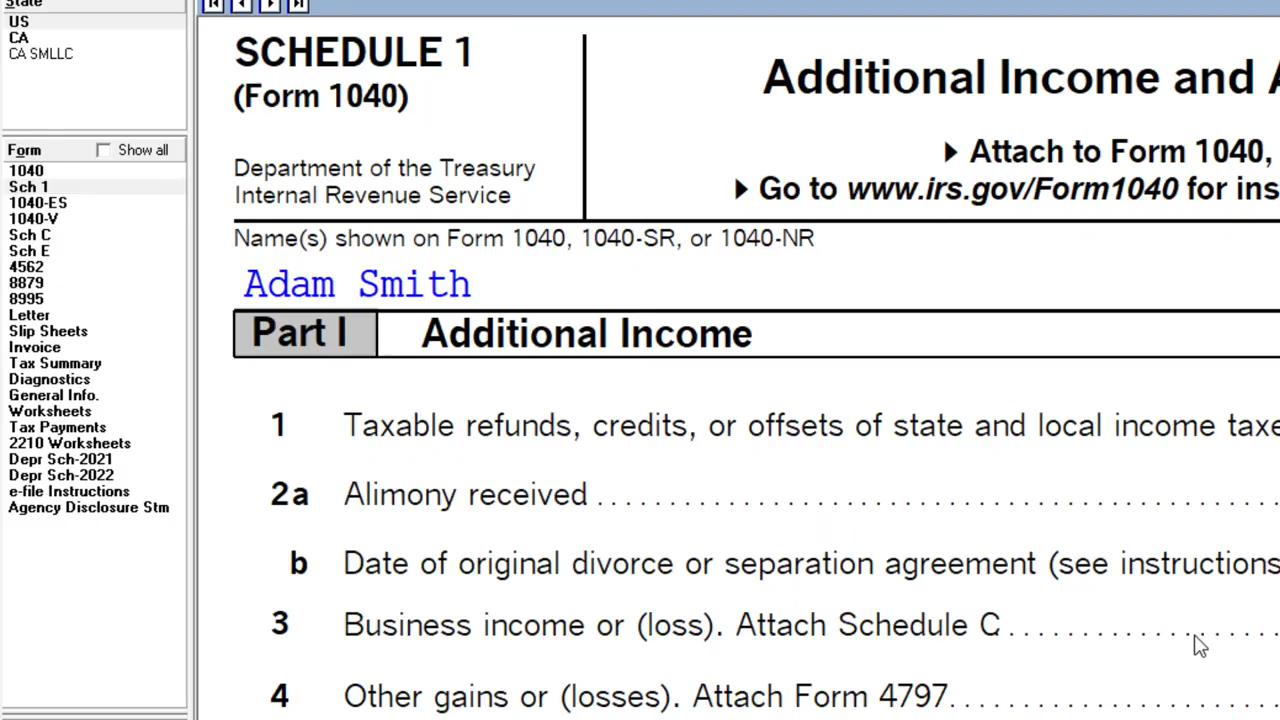 State
US
CA
CA SMLLC
Form
Show all
1040
Sch 1
1040-ES
1040-V
Sch C
Sch E
4562
8879
8995
Letter
Slip Sheets
Invoice
Tax Summary
Diagnostics
General Info.
Worksheets
Tax Payments
2210 Worksheets
Depr Sch-2021
Depr Sch-2022
e-file Instructions
Agency Disclosure Stm
SCHEDULE 1
(Form 1040)
Department of the Treasury
Internal Revenue Service
Additional Income and A
▶ Attach to Form 1040,
▶ Go to www.irs.gov/Form1040 for ins
Name(s) shown on Form 1040, 1040-SR, or 1040-NR
Adam Smith
Part I Additional Income
1 Taxable refunds, credits, or offsets of state and local income taxe
2a Alimony received
b Date of original divorce or separation agreement (see instructions
3 Business income or (loss). Attach Schedule C
4 Other gains or (losses). Attach Form 4797